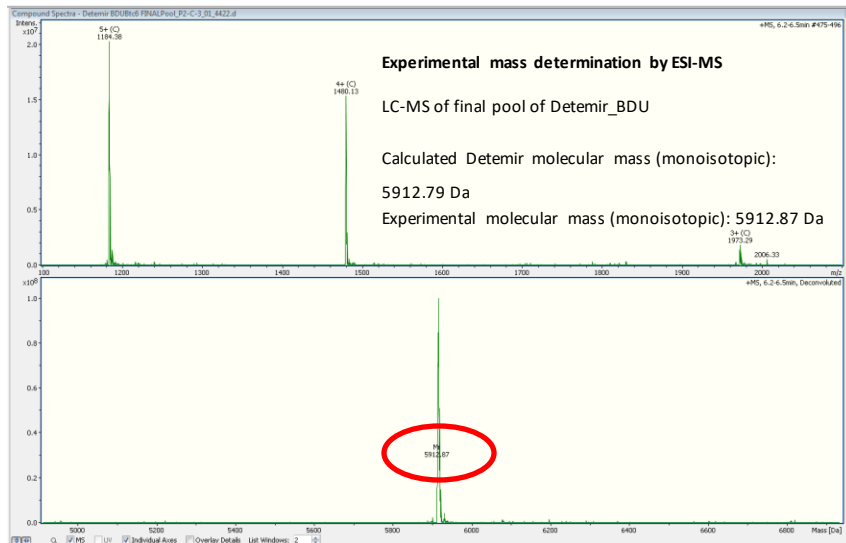 Compound Spectra - Detemir BDUBtc6 FINALPool_P2-C-3_01_4422.d
Intens.
x10⁷
+MS, 6.2-6.5min #475-496
5+ (C)
1184.38
2.0
Experimental mass determination by ESI-MS
4+ (C)
1480.13
LC-MS of final pool of Detemir_BDU
1.5
Calculated Detemir molecular mass (monoisotopic):
1.0
5912.79 Da
0.5
Experimental molecular mass (monoisotopic): 5912.87 Da
3+ (C)
1973.29
2006.33
0.0
100 1200 1300 1400 1500 1600 1700 1800 1900 2000 m/z
x10⁸
+MS, 6.2-6.5min, Deconvoluted
1.0
0.8
0.6
0.4
5912.87
0.2
0.0
5000 5200 5400 5600 5800 6000 6200 6400 6600 6800 Mass [Da]
MS UV Individual Axes Overlay Details List Windows: 2